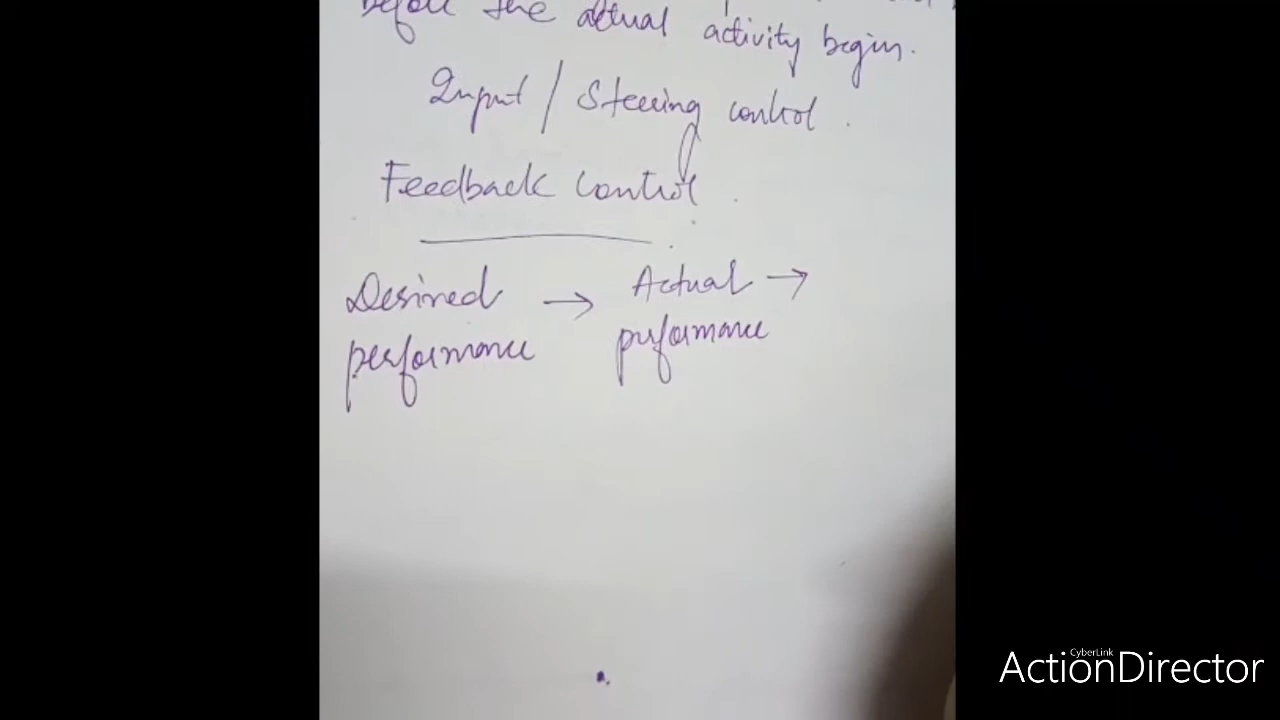 before the actual activity begin.
Input / Steering control.
Feedback control.
Desired → Actual →
performance performance
CyberLink
ActionDirector